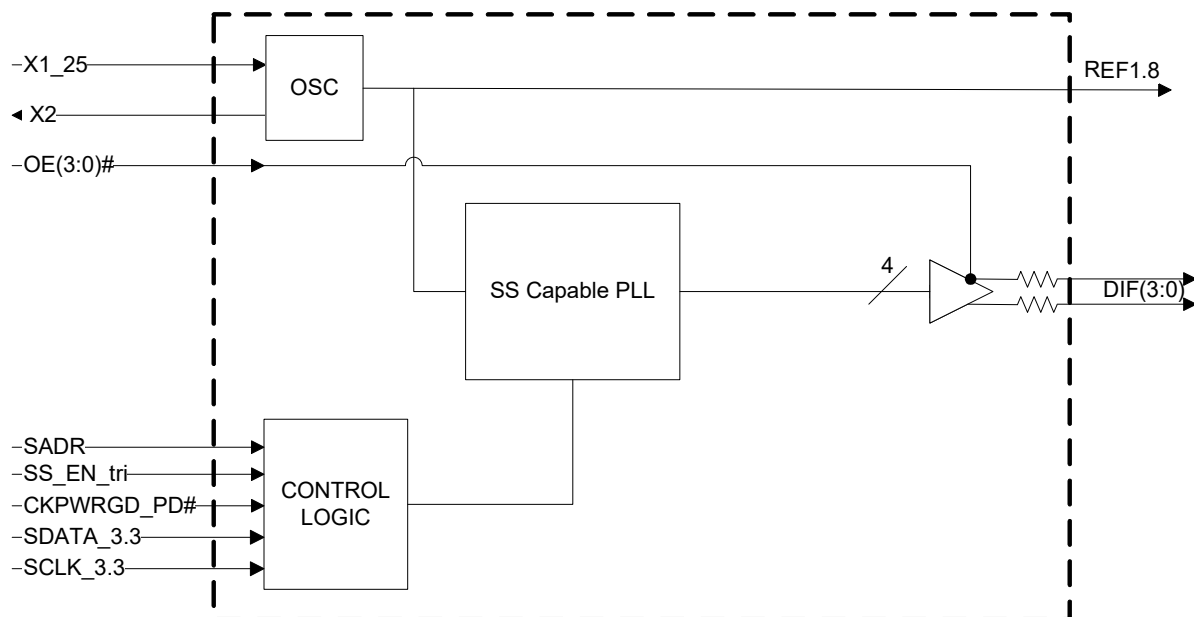 X1_25
OSC
REF1.8
X2
OE(3:0)#
4
SS Capable PLL
DIF(3:0)
SADR
SS_EN_tri
CKPWRGD_PD#
SDATA_3.3
SCLK_3.3
CONTROL
LOGIC